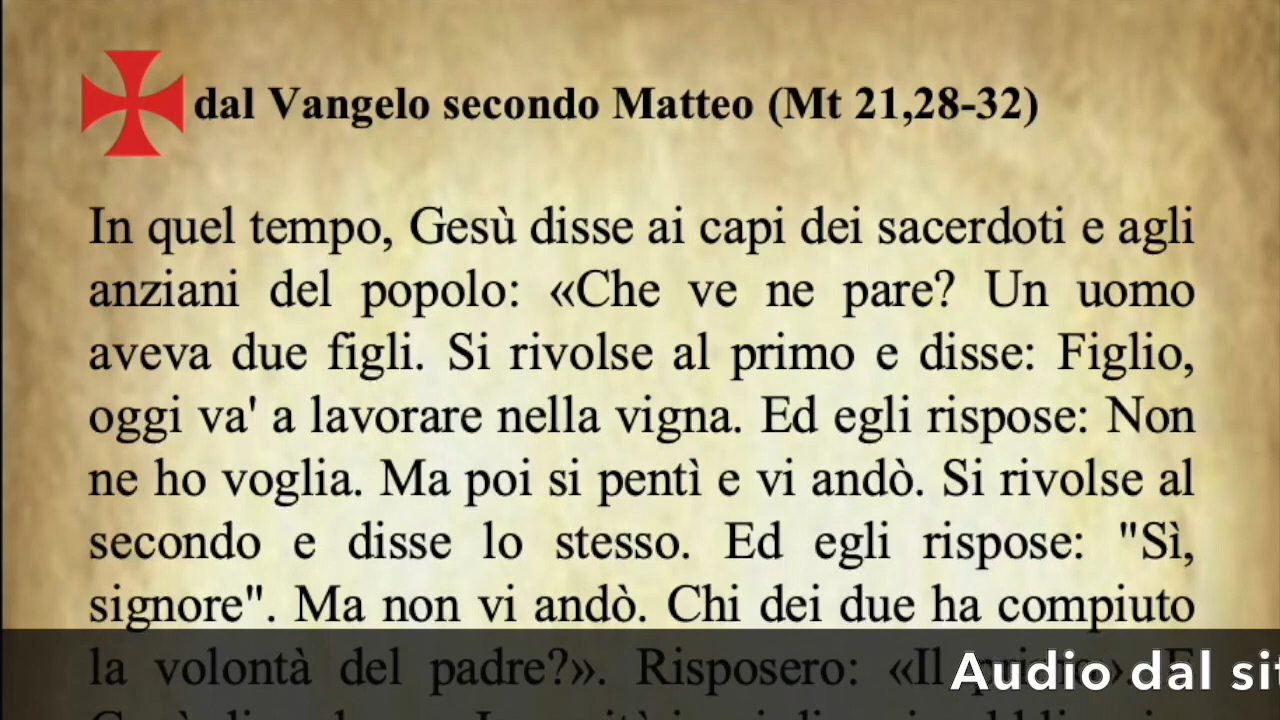 dal Vangelo secondo Matteo (Mt 21,28-32)
In quel tempo, Gesù disse ai capi dei sacerdoti e agli
anziani del popolo: «Che ve ne pare? Un uomo
aveva due figli. Si rivolse al primo e disse: Figlio,
oggi va' a lavorare nella vigna. Ed egli rispose: Non
ne ho voglia. Ma poi si pentì e vi andò. Si rivolse al
secondo e disse lo stesso. Ed egli rispose: "Sì,
signore". Ma non vi andò. Chi dei due ha compiuto
la volontà del padre?». Risposero: «Il
Audio dal sit